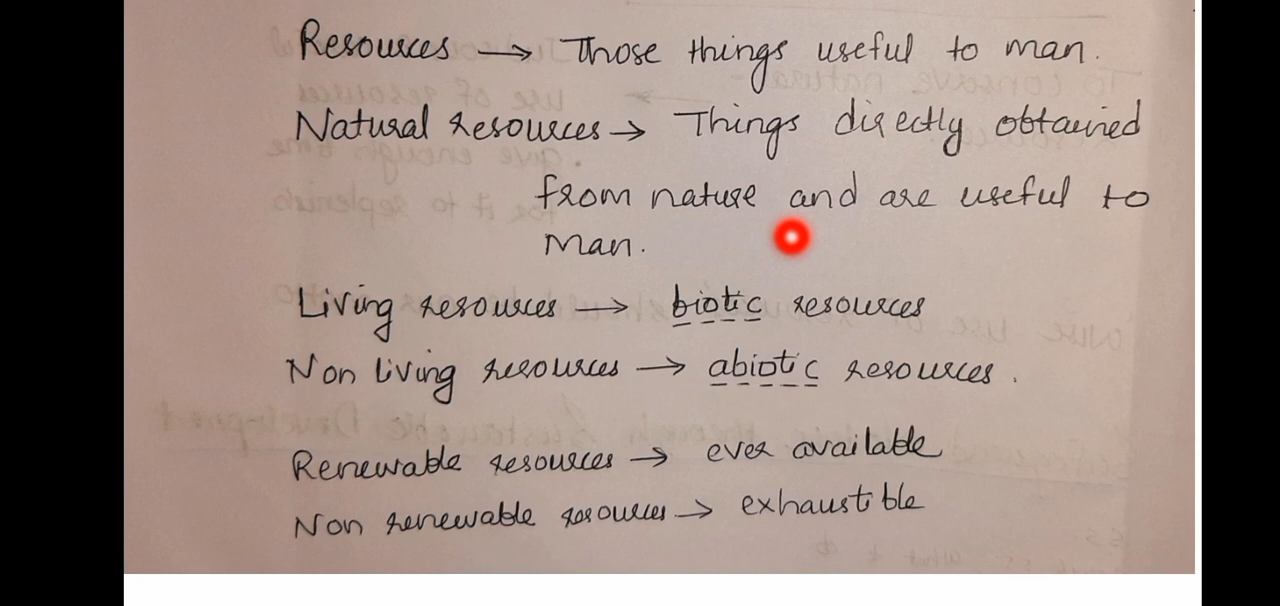 Resources → Those things useful to man.
Natural resources → Things directly obtained
from nature and are useful to
Man.
Living resources → biotic resources
Non living resources → abiotic resources.
Renewable resources → ever available
Non renewable resources → exhaustible